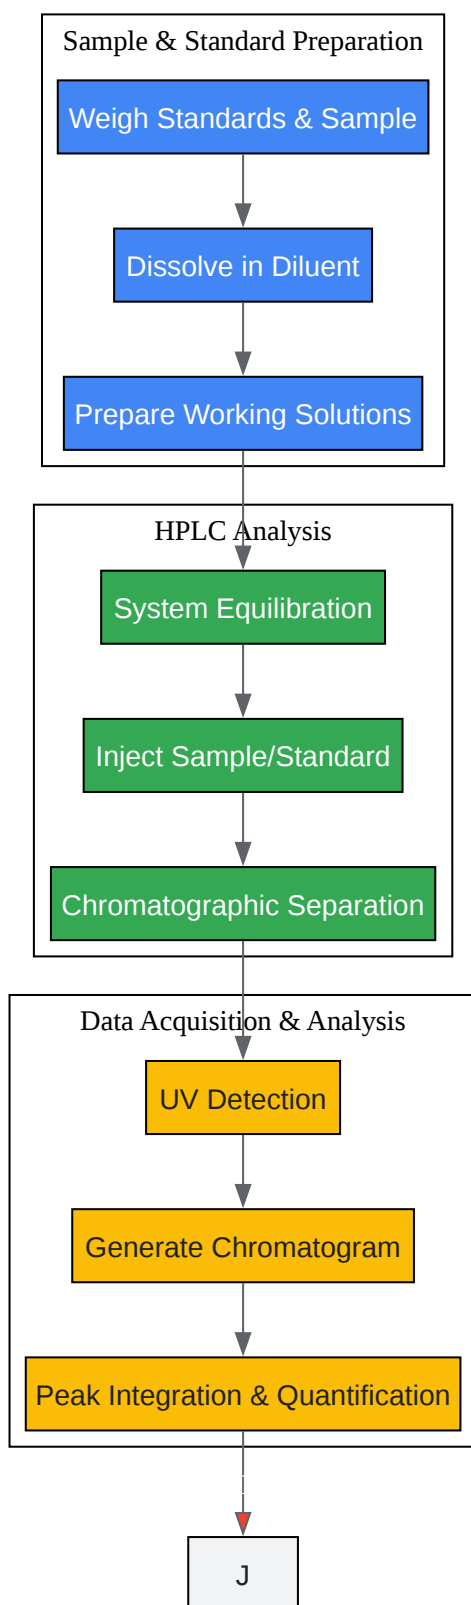 Sample & Standard Preparation
Weigh Standards & Sample
Dissolve in Diluent
Prepare Working Solutions
HPLC Analysis
System Equilibration
Inject Sample/Standard
Chromatographic Separation
Data Acquisition & Analysis
UV Detection
Generate Chromatogram
Peak Integration & Quantification
J